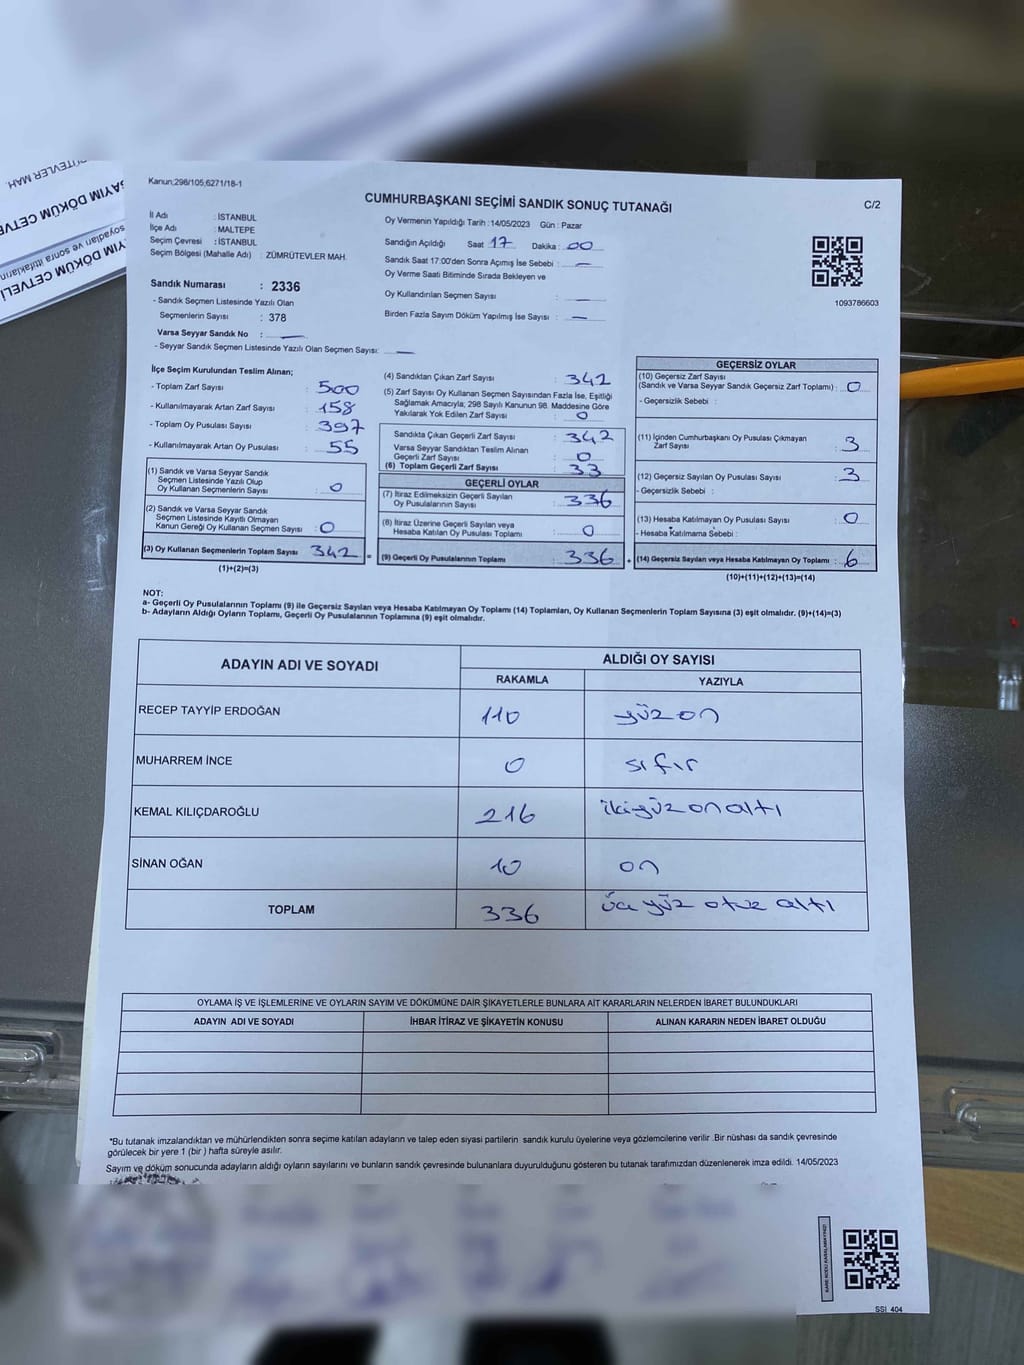 HÜTEVLER MAH.
SAYIM DÖKÜM CETVE
YIM DÖKÜM CETVELİ
Kanun;298/105;6271/18-1
CUMHURBAŞKANI SEÇİMİ SANDIK SONUÇ TUTANAĞI
C/2
İl Adı : İSTANBUL
İlçe Adı : MALTEPE
Seçim Çevresi : İSTANBUL
Seçim Bölgesi (Mahalle Adı) : ZÜMRÜTEVLER MAH.
Sandık Numarası : 2336
- Sandık Seçmen Listesinde Yazılı Olan
Seçmenlerin Sayısı : 378
Varsa Seyyar Sandık No : —
- Seyyar Sandık Seçmen Listesinde Yazılı Olan Seçmen Sayısı: —
Oy Vermenin Yapıldığı Tarih :14/05/2023 Gün : Pazar
Sandığın Açıldığı Saat 17 Dakika : 00
Sandık Saat 17:00'den Sonra Açımış İse Sebebi : —
Oy Verme Saati Bitiminde Sırada Bekleyen ve
Oy Kullandırılan Seçmen Sayısı : —
Birden Fazla Sayım Döküm Yapılmış İse Sayısı : —
1093786603
İlçe Seçim Kurulundan Teslim Alınan;
- Toplam Zarf Sayısı : 500
- Kullanılmayarak Artan Zarf Sayısı : 158
- Toplam Oy Pusulası Sayısı : 397
- Kullanılmayarak Artan Oy Pusulası : 55
(1) Sandık ve Varsa Seyyar Sandık
Seçmen Listesinde Yazılı Olup
Oy Kullanan Seçmenlerin Sayısı : 0
(2) Sandık ve Varsa Seyyar Sandık
Seçmen Listesinde Kayıtlı Olmayan
Kanun Gereği Oy Kullanan Seçmen Sayısı : 0
(3) Oy Kullanan Seçmenlerin Toplam Sayısı : 342 =
(1)+(2)=(3)
(4) Sandıktan Çıkan Zarf Sayısı : 342
(5) Zarf Sayısı Oy Kullanan Seçmen Sayısından Fazla İse, Eşitliği
Sağlamak Amacıyla; 298 Sayılı Kanunun 98. Maddesine Göre
Yakılarak Yok Edilen Zarf Sayısı : 0
Sandıkta Çıkan Geçerli Zarf Sayısı : 342
Varsa Seyyar Sandıktan Teslim Alınan
Geçerli Zarf Sayısı : 0
(6) Toplam Geçerli Zarf Sayısı : 33
GEÇERLİ OYLAR
(7) İtiraz Edilmeksizin Geçerli Sayılan
Oy Pusulalarının Sayısı : 336
(8) İtiraz Üzerine Geçerli Sayılan veya
Hesaba Katılan Oy Pusulaları Toplamı : 0
(9) Geçerli Oy Pusulalarının Toplamı : 336 +
GEÇERSİZ OYLAR
(10) Geçersiz Zarf Sayısı
(Sandık ve Varsa Seyyar Sandık Geçersiz Zarf Toplamı) : 0
- Geçersizlik Sebebi :
(11) İçinden Cumhurbaşkanı Oy Pusulası Çıkmayan
Zarf Sayısı : 3
(12) Geçersiz Sayılan Oy Pusulası Sayısı : 3
- Geçersizlik Sebebi :
(13) Hesaba Katılmayan Oy Pusulası Sayısı : 0
- Hesaba Katılmama Sebebi :
(14) Geçersiz Sayılan veya Hesaba Katılmayan Oy Toplamı : 6
(10)+(11)+(12)+(13)=(14)
NOT:
a- Geçerli Oy Pusulalarının Toplamı (9) ile Geçersiz Sayılan veya Hesaba Katılmayan Oy Toplamı (14) Toplamları, Oy Kullanan Seçmenlerin Toplam Sayısına (3) eşit olmalıdır. (9)+(14)=(3)
b- Adayların Aldığı Oyların Toplamı, Geçerli Oy Pusulalarının Toplamına (9) eşit olmalıdır.
ADAYIN ADI VE SOYADI
ALDIĞI OY SAYISI
RAKAMLA YAZIYLA
RECEP TAYYİP ERDOĞAN 110 yüz on
MUHARREM İNCE 0 sıfır
KEMAL KILIÇDAROĞLU 216 ikiyüz on altı
SİNAN OĞAN 10 on
TOPLAM 336 üç yüz otuz altı
OYLAMA İŞ VE İŞLEMLERİNE VE OYLARIN SAYIM VE DÖKÜMÜNE DAİR ŞİKAYETLERLE BUNLARA AİT KARARLARIN NELERDEN İBARET BULUNDUKLARI
ADAYIN ADI VE SOYADI İHBAR İTİRAZ VE ŞİKAYETİN KONUSU ALINAN KARARIN NEDEN İBARET OLDUĞU
*Bu tutanak imzalandıktan ve mühürlendikten sonra seçime katılan adayların ve talep eden siyasi partilerin sandık kurulu üyelerine veya gözlemcilerine verilir .Bir nüshası da sandık çevresinde
görülecek bir yere 1 (bir ) hafta süreyle asılır.
Sayım ve döküm sonucunda adayların aldığı oyların sayılarını ve bunların sandık çevresinde bulunanlara duyurulduğunu gösteren bu tutanak tarafımızdan düzenlenerek imza edildi. 14/05/2023
KARE KODU KARALAMAYINIZ!
SSI_404